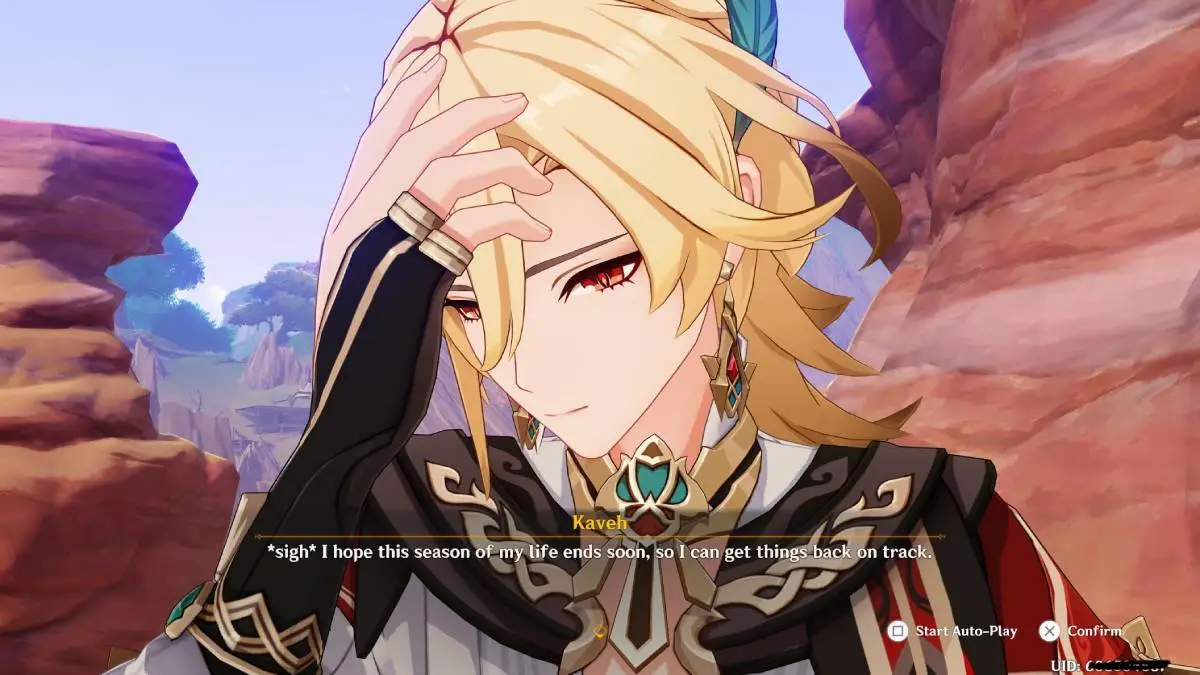 Kaveh
*sigh* I hope this season of my life ends soon, so I can get things back on track.
Start Auto-Play
Confirm
UID: